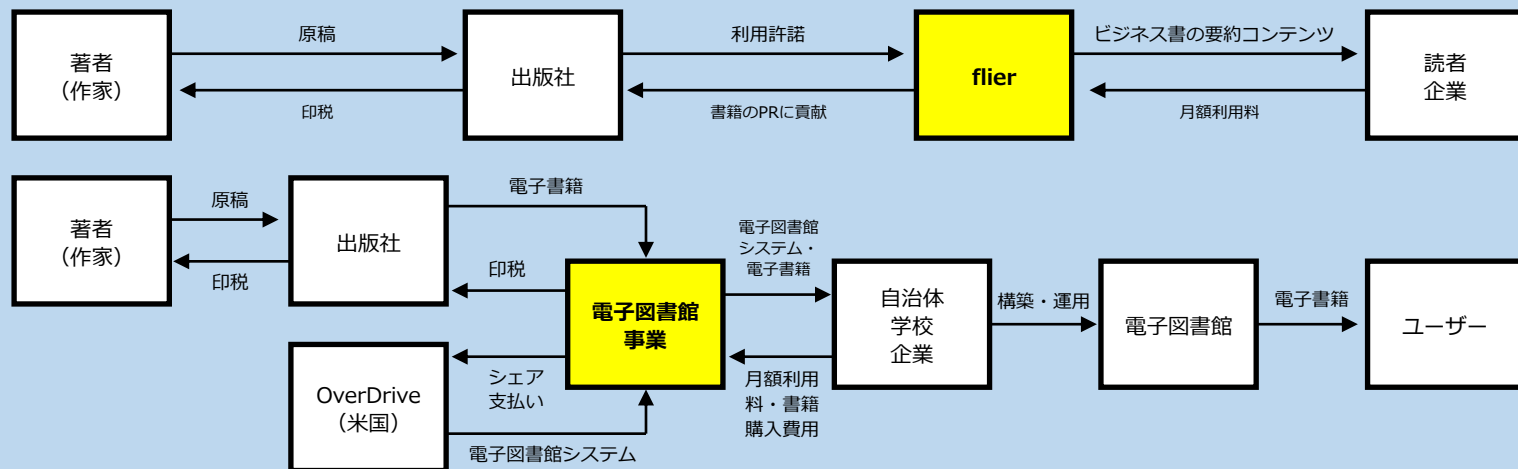 著者
（作家）
原稿
印税
出版社
利用許諾
書籍のPRに貢献
flier
ビジネス書の要約コンテンツ
月額利用料
読者
企業
著者
（作家）
原稿
印税
出版社
電子書籍
印税
OverDrive
（米国）
シェア
支払い
電子図書館システム
電子図書館
事業
電子図書館
システム・
電子書籍
月額利用
料・書籍
購入費用
自治体
学校
企業
構築・運用
電子図書館
電子書籍
ユーザー